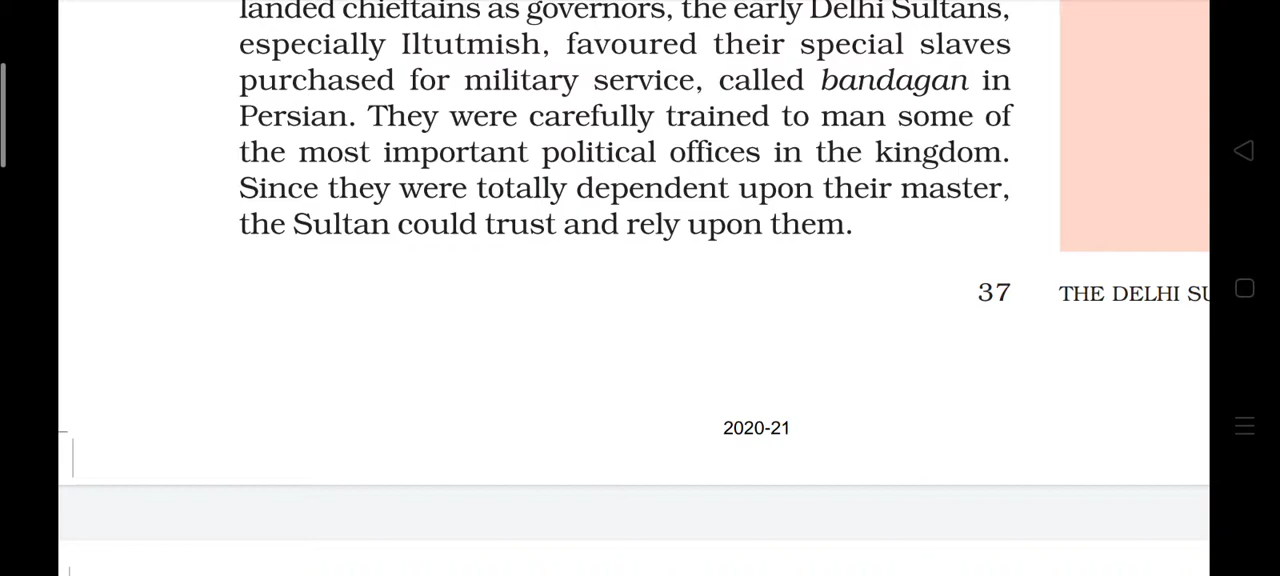 landed chieftains as governors, the early Delhi Sultans,
especially Iltutmish, favoured their special slaves
purchased for military service, called bandagan in
Persian. They were carefully trained to man some of
the most important political offices in the kingdom.
Since they were totally dependent upon their master,
the Sultan could trust and rely upon them.
37 THE DELHI SU
2020-21